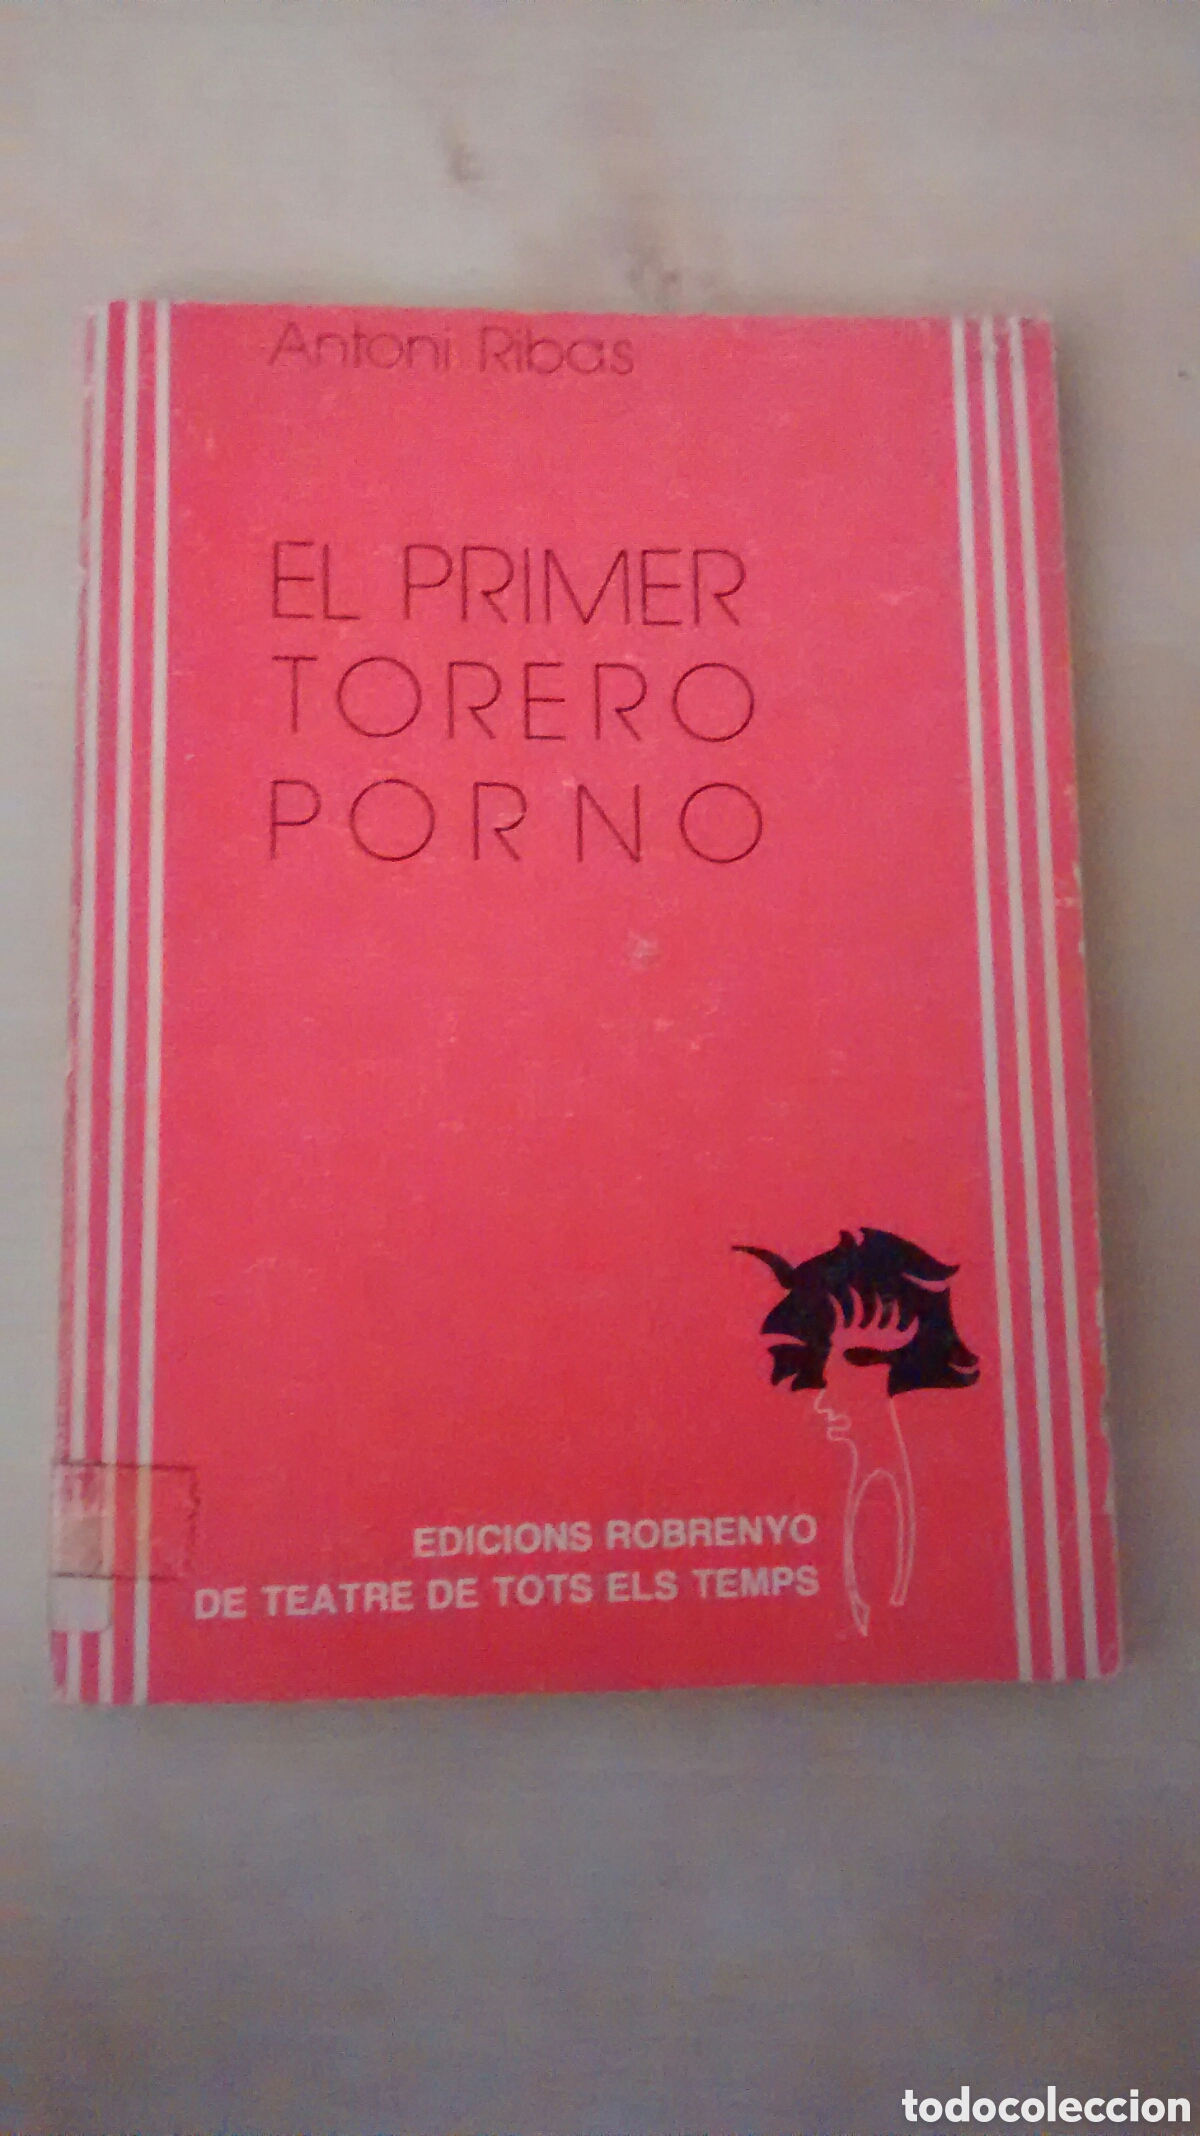 Antoni Ribas
EL PRIMER
TORERO
PORNO
EDICIONS ROBRENYO
DE TEATRE DE TOTS ELS TEMPS
todocoleccion